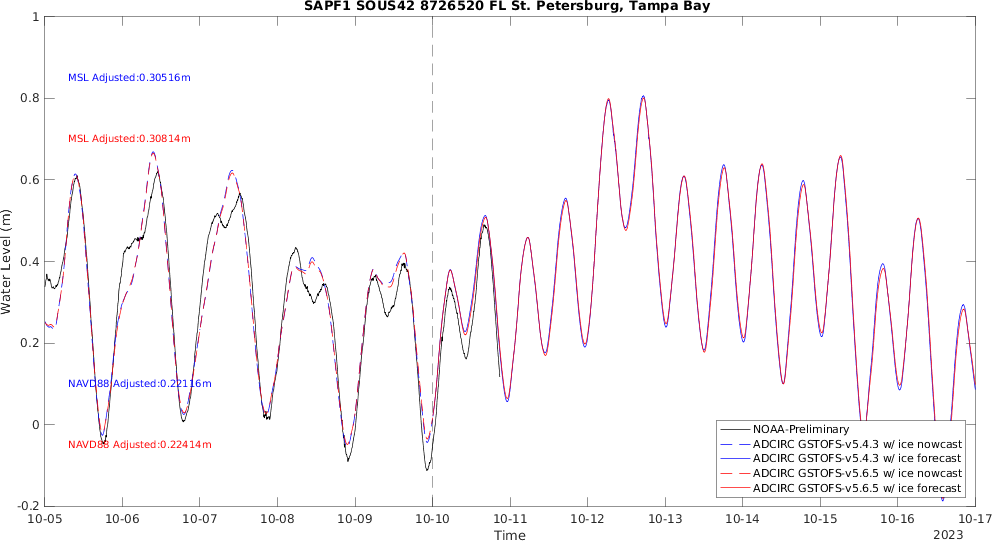 SAPF1 SOUS42 8726520 FL St. Petersburg, Tampa Bay
1
0.8
0.6
0.4
0.2
0
-0.2
Water Level (m)
MSL Adjusted:0.30516m
MSL Adjusted:0.30814m
NAVD88 Adjusted:0.22116m
NAVD88 Adjusted:0.22414m
NOAA-Preliminary
ADCIRC GSTOFS-v5.4.3 w/ ice nowcast
ADCIRC GSTOFS-v5.4.3 w/ ice forecast
ADCIRC GSTOFS-v5.6.5 w/ ice nowcast
ADCIRC GSTOFS-v5.6.5 w/ ice forecast
10-05 10-06 10-07 10-08 10-09 10-10 10-11 10-12 10-13 10-14 10-15 10-16 10-17
Time
2023